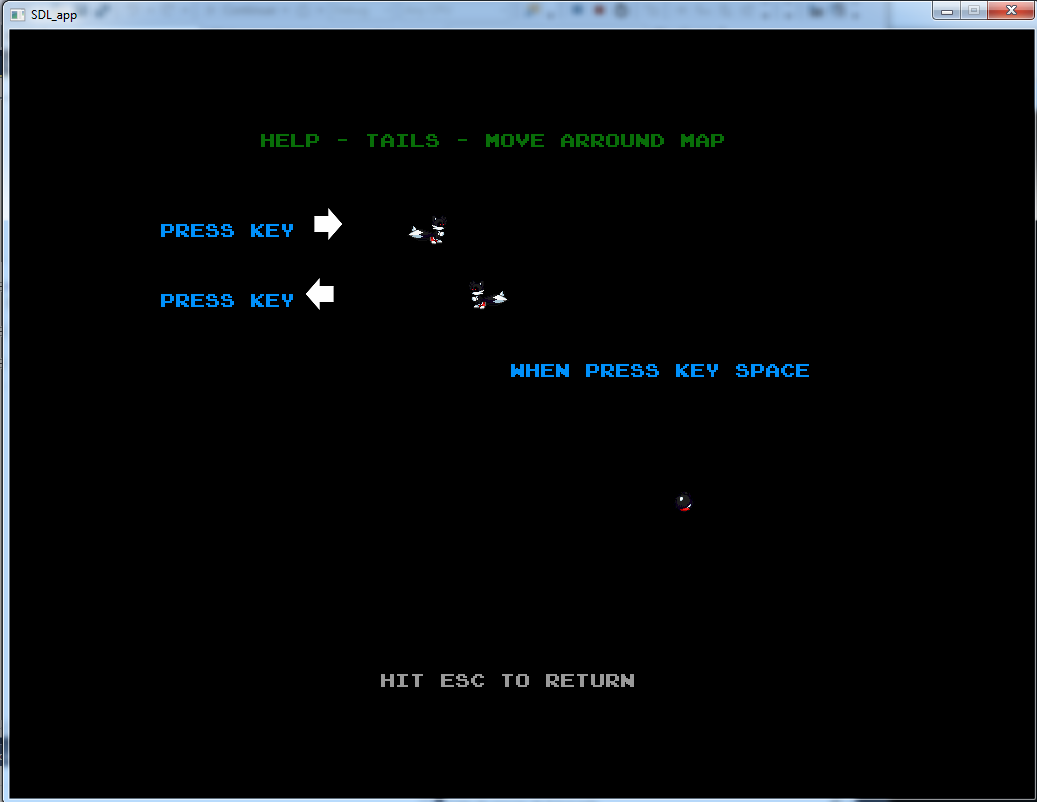 SDL_app
HELP - TAILS - MOVE ARROUND MAP
PRESS KEY
PRESS KEY
WHEN PRESS KEY SPACE
HIT ESC TO RETURN